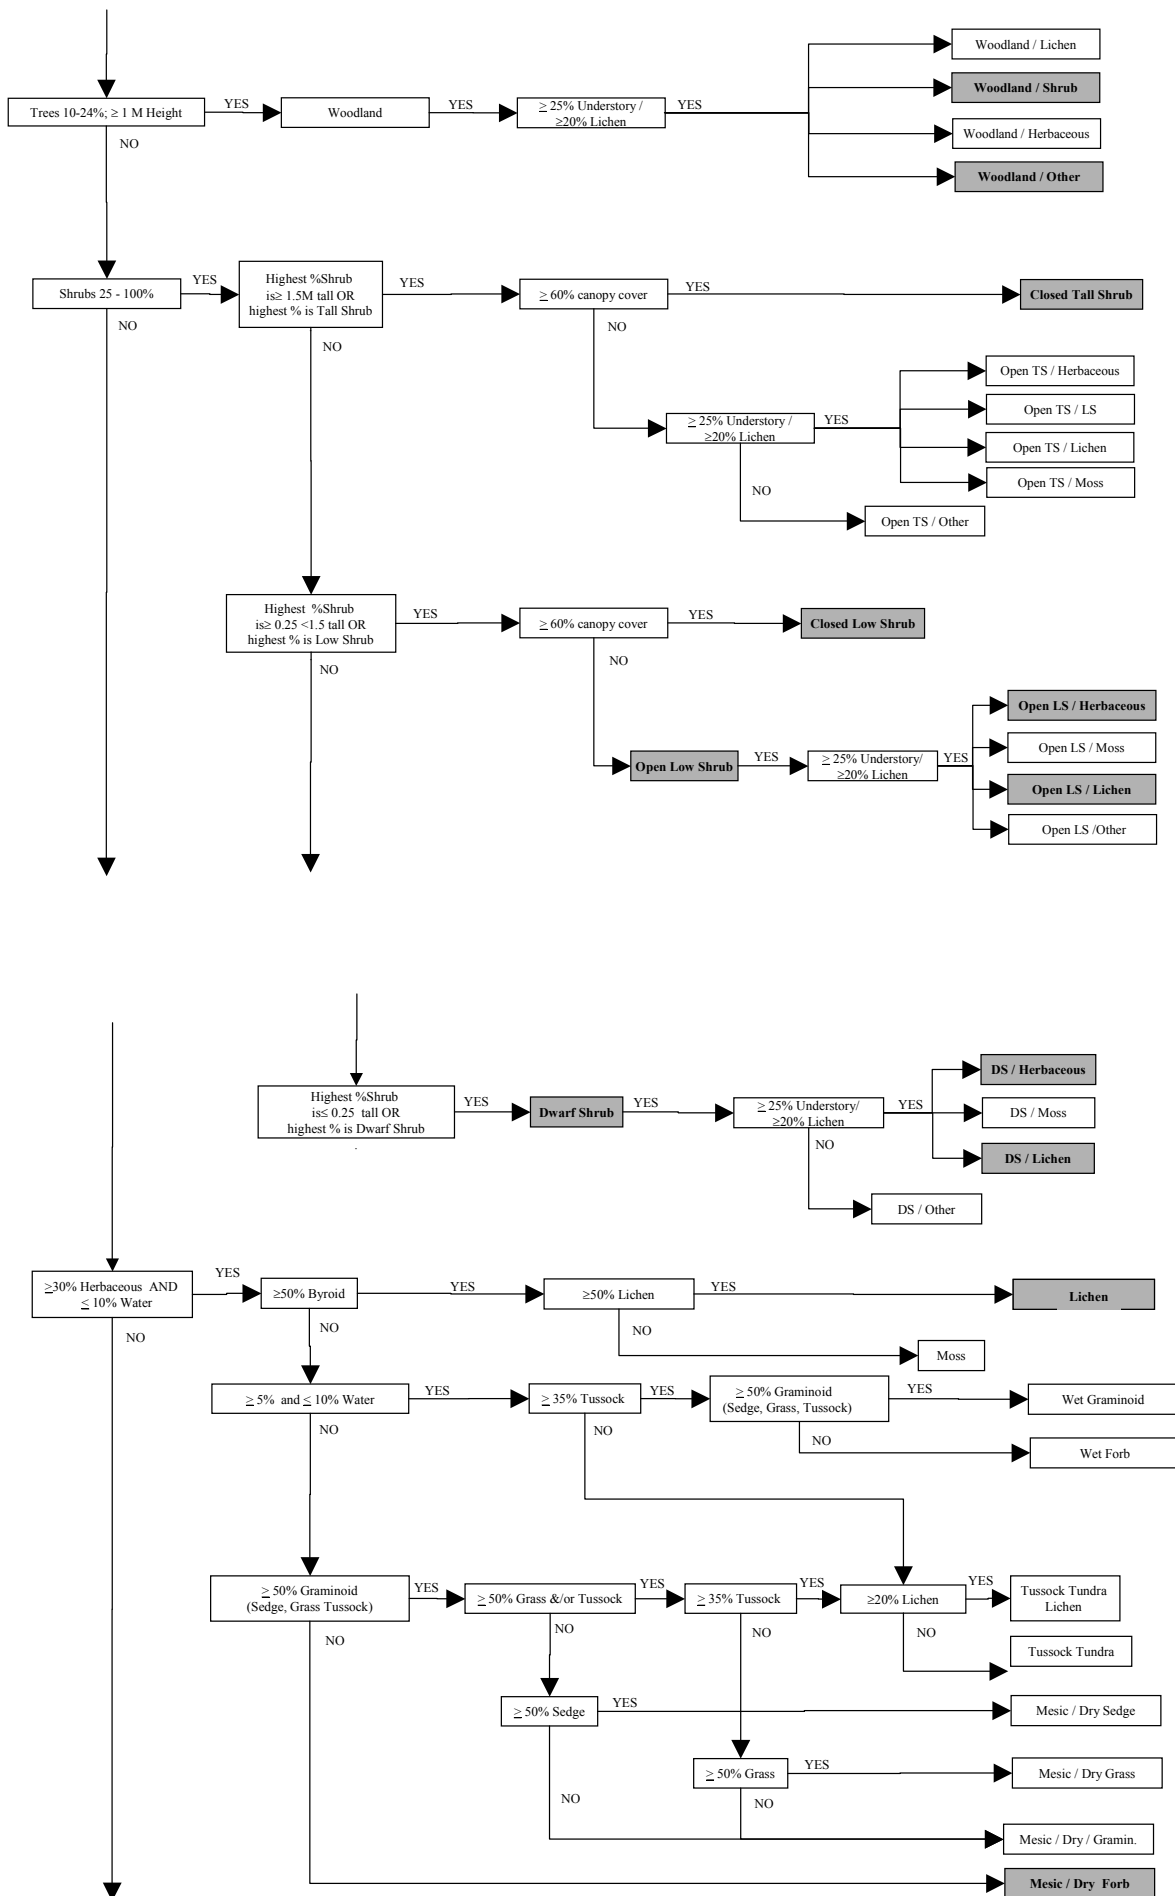 Trees 10-24%; ≥ 1 M Height
YES
Woodland
YES
≥ 25% Understory /
≥20% Lichen
YES
Woodland / Lichen
Woodland / Shrub
Woodland / Herbaceous
Woodland / Other
NO
Shrubs 25 - 100%
YES
Highest %Shrub
is≥ 1.5M tall OR
highest % is Tall Shrub
YES
≥ 60% canopy cover
YES
Closed Tall Shrub
NO
NO
NO
≥ 25% Understory /
≥20% Lichen
YES
Open TS / Herbaceous
Open TS / LS
Open TS / Lichen
Open TS / Moss
NO
Open TS / Other
Highest %Shrub
is≥ 0.25 <1.5 tall OR
highest % is Low Shrub
YES
≥ 60% canopy cover
YES
Closed Low Shrub
NO
NO
Open Low Shrub
YES
≥ 25% Understory/
≥20% Lichen
YES
Open LS / Herbaceous
Open LS / Moss
Open LS / Lichen
Open LS /Other
Highest %Shrub
is≤ 0.25 tall OR
highest % is Dwarf Shrub
YES
Dwarf Shrub
YES
≥ 25% Understory/
≥20% Lichen
YES
DS / Herbaceous
DS / Moss
DS / Lichen
NO
DS / Other
≥30% Herbaceous AND
≤ 10% Water
YES
≥50% Byroid
YES
≥50% Lichen
YES
Lichen
NO
NO
NO
Moss
≥ 5% and ≤ 10% Water
YES
≥ 35% Tussock
YES
≥ 50% Graminoid
(Sedge, Grass, Tussock)
YES
Wet Graminoid
NO
NO
NO
Wet Forb
≥ 50% Graminoid
(Sedge, Grass Tussock)
YES
≥ 50% Grass &/or Tussock
YES
≥ 35% Tussock
YES
≥20% Lichen
YES
Tussock Tundra
Lichen
NO
NO
NO
NO
Tussock Tundra
≥ 50% Sedge
YES
Mesic / Dry Sedge
≥ 50% Grass
YES
Mesic / Dry Grass
NO
NO
Mesic / Dry / Gramin.
Mesic / Dry Forb